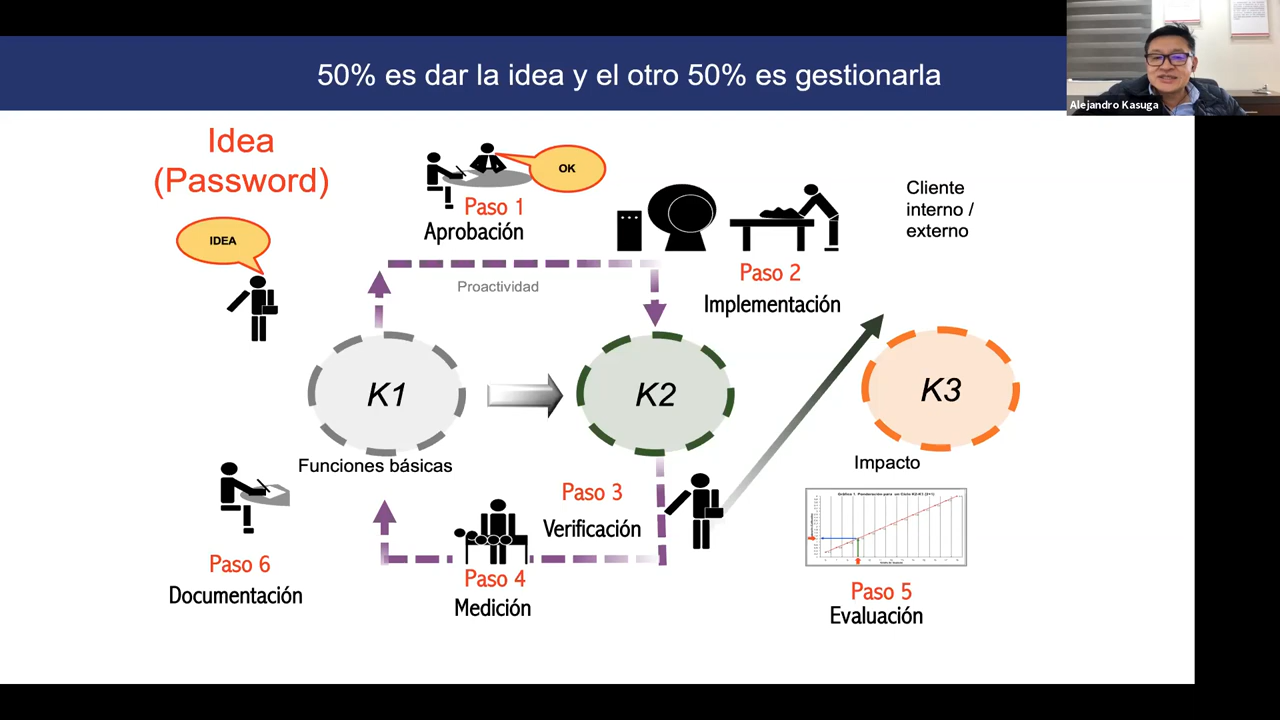 50% es dar la idea y el otro 50% es gestionarla
Alejandro Kasuga
Idea
(Password)
IDEA
OK
Paso 1
Aprobación
Proactividad
Paso 2
Implementación
Cliente
interno /
externo
K1
K2
K3
Funciones básicas
Impacto
Paso 3
Verificación
Paso 4
Medición
Paso 5
Evaluación
Paso 6
Documentación